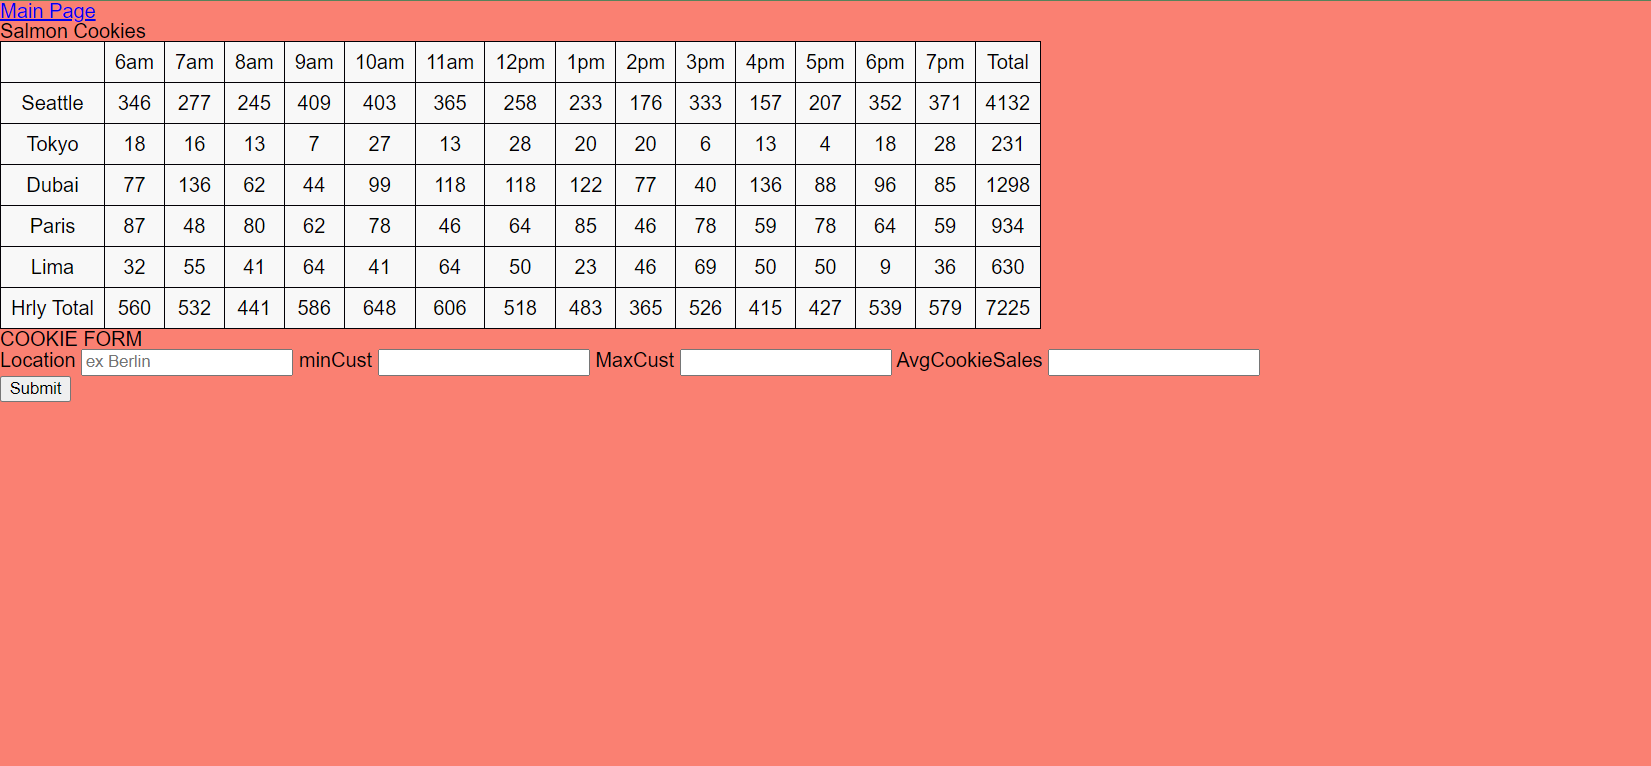 Main Page
Salmon Cookies
6am 7am 8am 9am 10am 11am 12pm 1pm 2pm 3pm 4pm 5pm 6pm 7pm Total
Seattle 346 277 245 409 403 365 258 233 176 333 157 207 352 371 4132
Tokyo 18 16 13 7 27 13 28 20 20 6 13 4 18 28 231
Dubai 77 136 62 44 99 118 118 122 77 40 136 88 96 85 1298
Paris 87 48 80 62 78 46 64 85 46 78 59 78 64 59 934
Lima 32 55 41 64 41 64 50 23 46 69 50 50 9 36 630
Hrly Total 560 532 441 586 648 606 518 483 365 526 415 427 539 579 7225
COOKIE FORM
Location ex Berlin minCust MaxCust AvgCookieSales
Submit